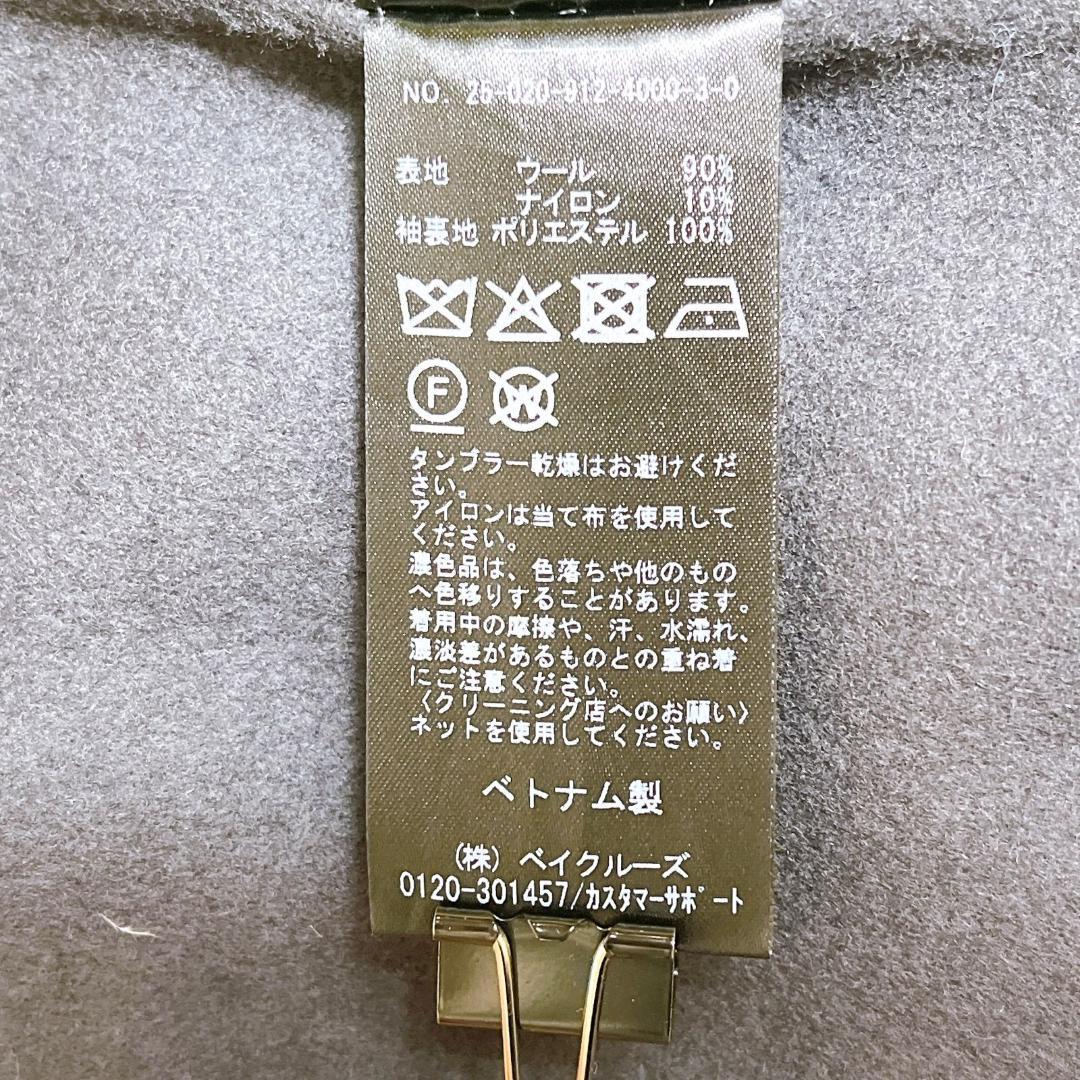 NO. 26-020-912-4000-3-0
表地 ウール 90%
ナイロン 10%
袖裏地 ポリエステル 100%
F W
タンブラー乾燥はお避けくだ
さい。
アイロンは当て布を使用して
ください。
濃色品は、色落ちや他のもの
へ色移りすることがあります。
着用中の摩擦や、汗、水濡れ、
濃淡差があるものとの重ね着
にご注意ください。
〈クリーニング店へのお願い〉
ネットを使用してください。
ベトナム製
(株) ベイクルーズ
0120-301457/カスタマーサポート